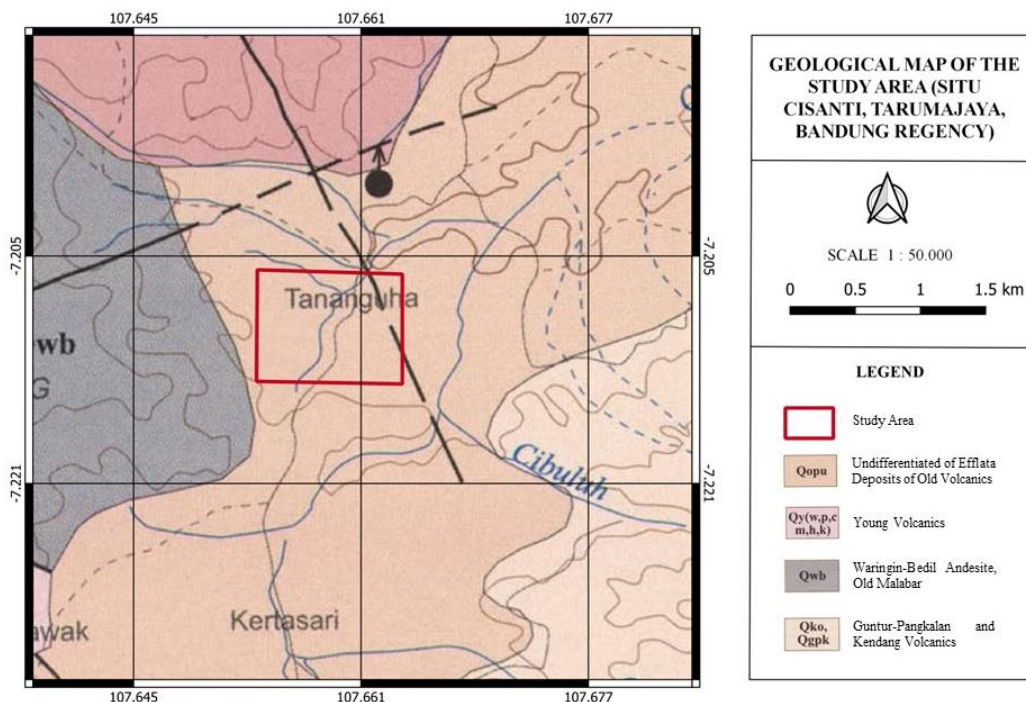 107.645 107.661 107.677
-7.205 -7.205
Tananguha
wb
G
-7.221 -7.221
Cibuluh
Kertasari
awak
107.645 107.661 107.677
GEOLOGICAL MAP OF THE
STUDY AREA (SITU
CISANTI, TARUMAJAYA,
BANDUNG REGENCY)
SCALE 1 : 50.000
0 0.5 1 1.5 km
LEGEND
Study Area
Qopu
Undifferentiated of Efflata
Deposits of Old Volcanics
Qy(w,p,c
m,h,k)
Young Volcanics
Qwb
Waringin-Bedil Andesite,
Old Malabar
Qko,
Qgpk
Guntur-Pangkalan and
Kendang Volcanics